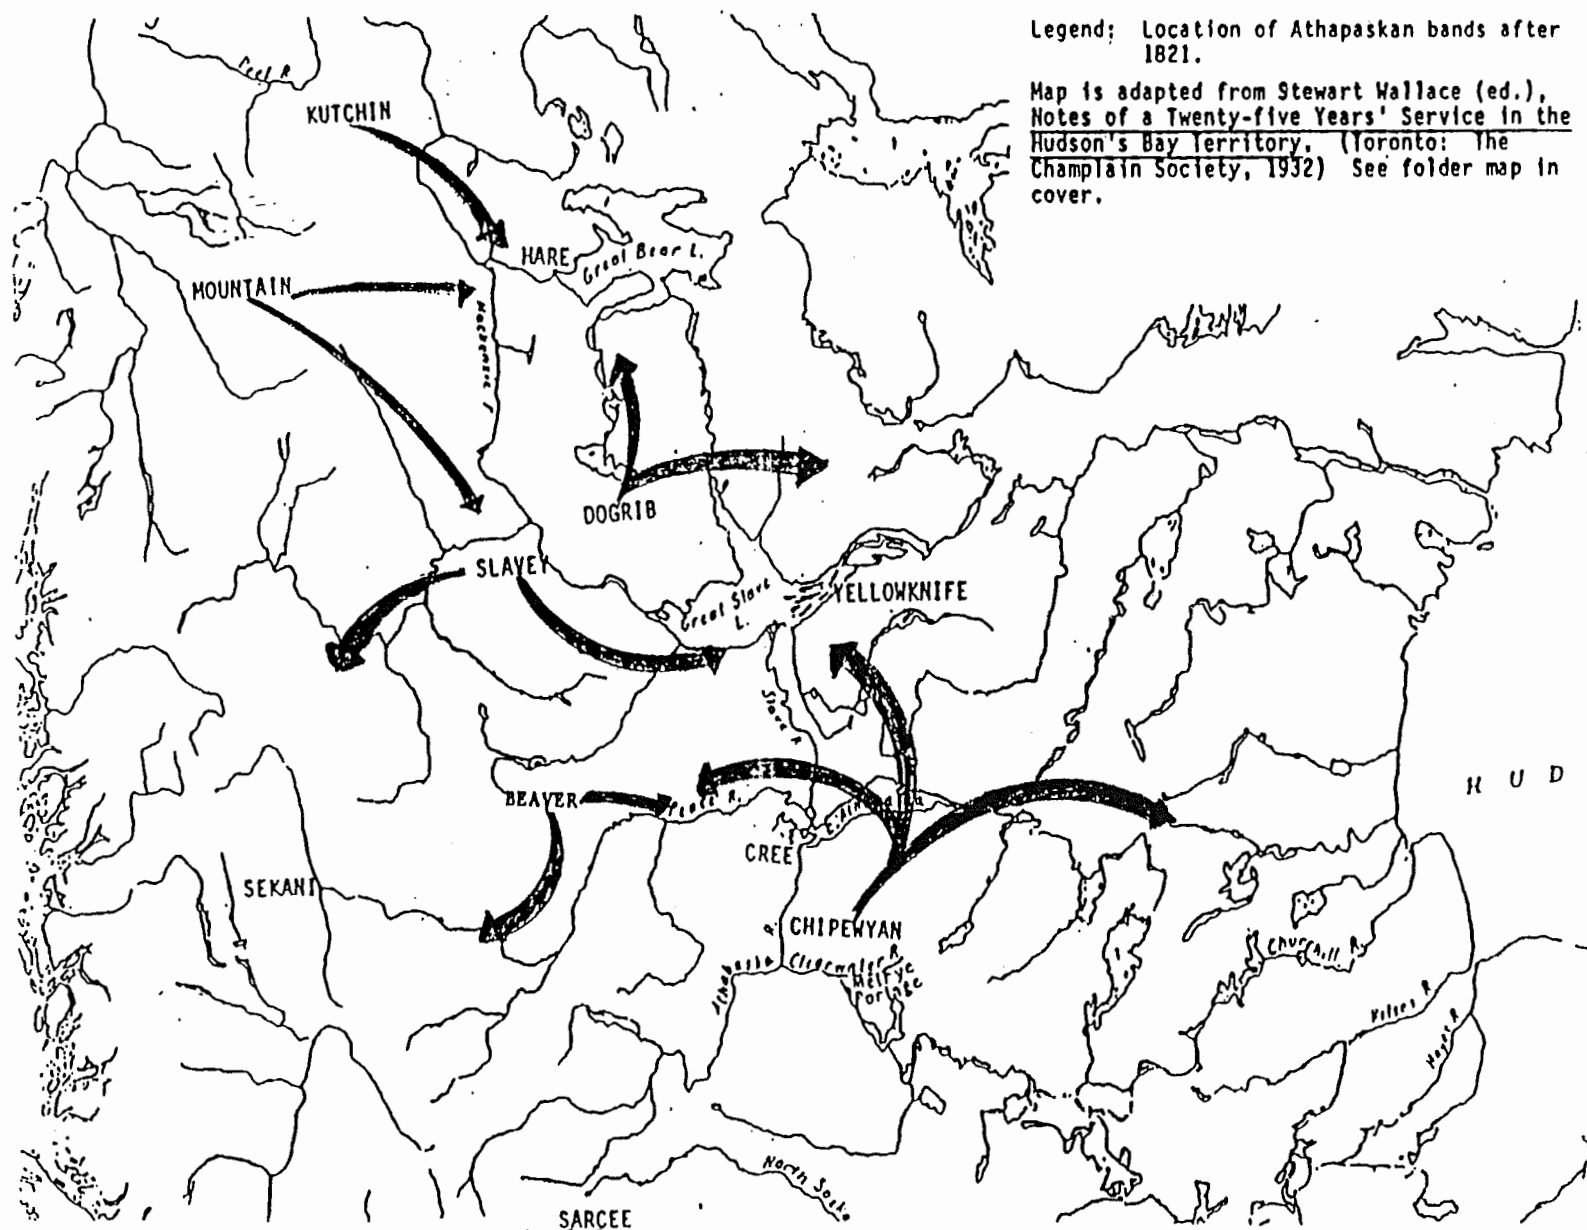 Legend: Location of Athapaskan bands after
1821.
Map is adapted from Stewart Wallace (ed.),
Notes of a Twenty-five Years' Service in the
Hudson's Bay Territory. (Toronto: The
Champlain Society, 1932) See folder map in
cover.
Peel R
KUTCHIN
HARE
Great Bear L.
MOUNTAIN
Mackenzie
DOGRIB
SLAVEY
Great Slave
L.
YELLOWKNIFE
Slave R
HUD
BEAVER
Peace R.
CREE
SEKANI
CHIPEWYAN
Athabaska R
Clearwater R
Portage
Churchill R.
Nelson R
Hayes R
North Saska
SARCEE